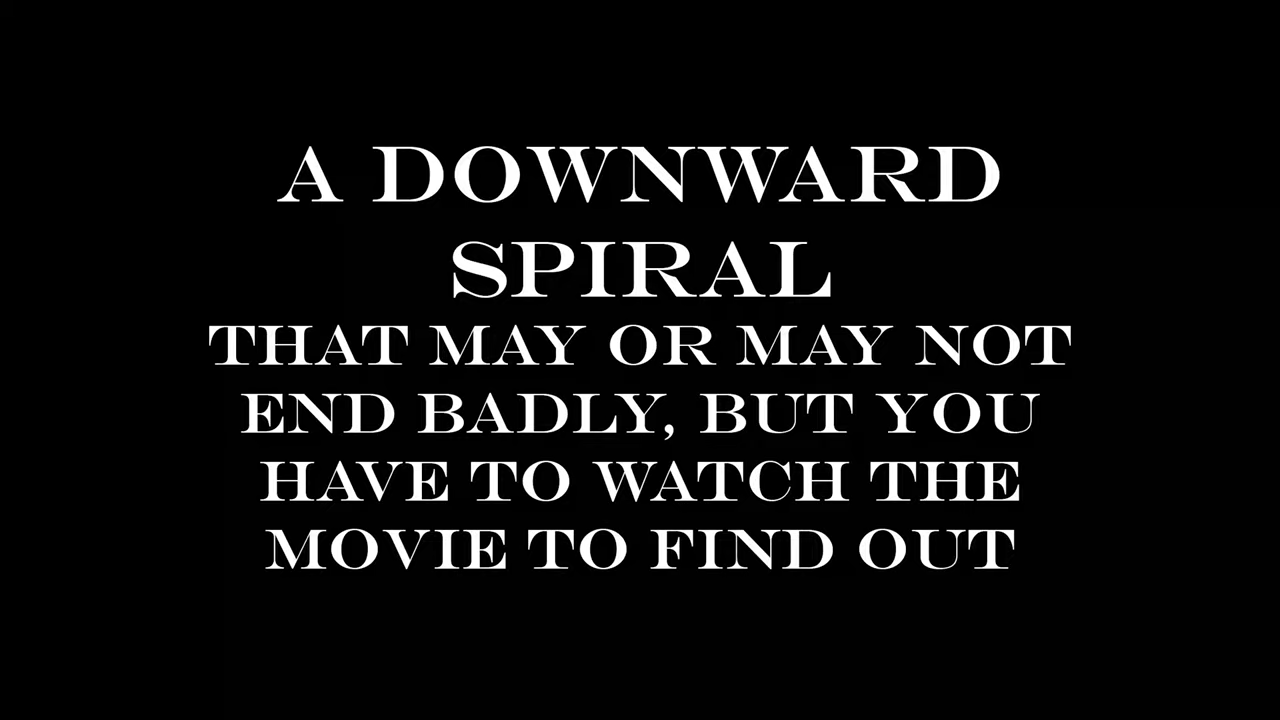 A DOWNWARD
SPIRAL
THAT MAY OR MAY NOT
END BADLY, BUT YOU
HAVE TO WATCH THE
MOVIE TO FIND OUT